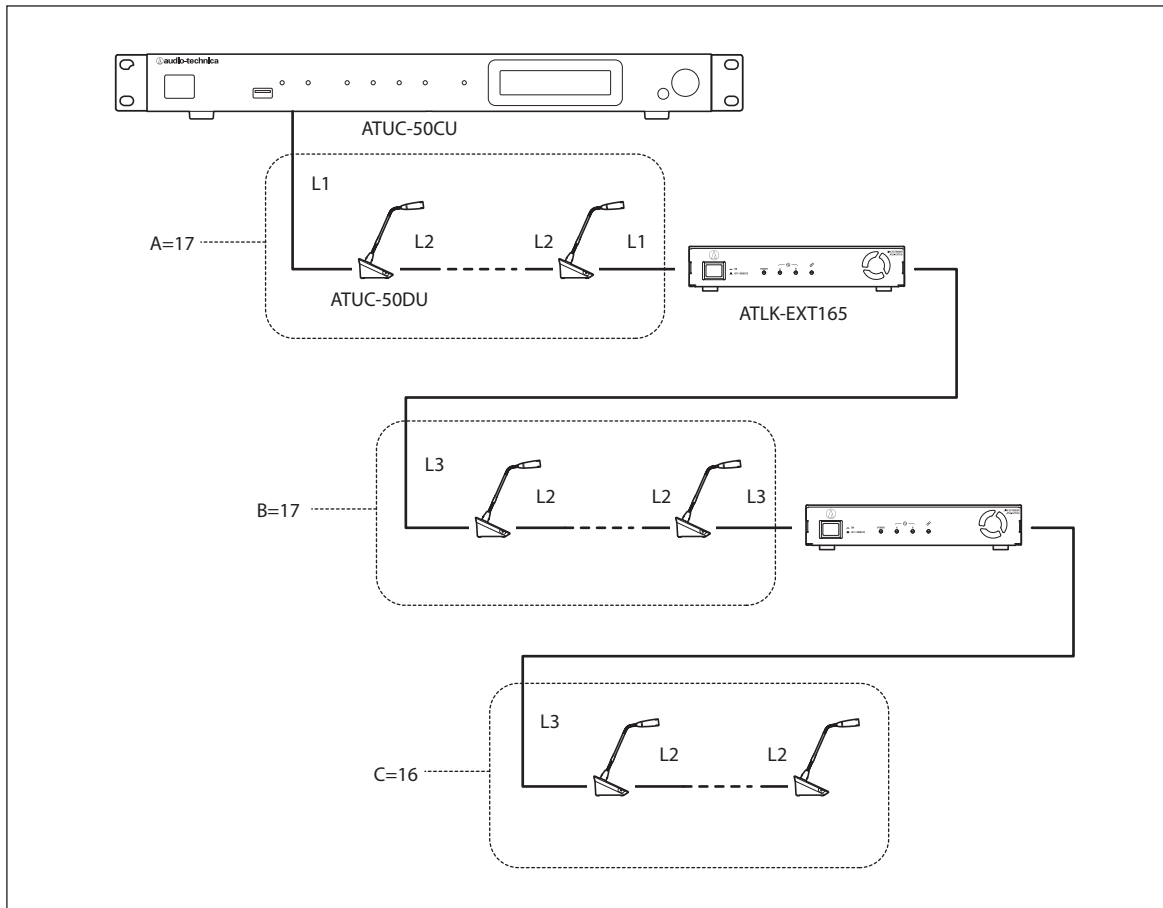 audio-technica
ATUC-50CU
L1
L2
L2
L1
A=17
ATUC-50DU
ATLK-EXT165
L3
L2
L2
L3
B=17
L3
L2
L2
C=16